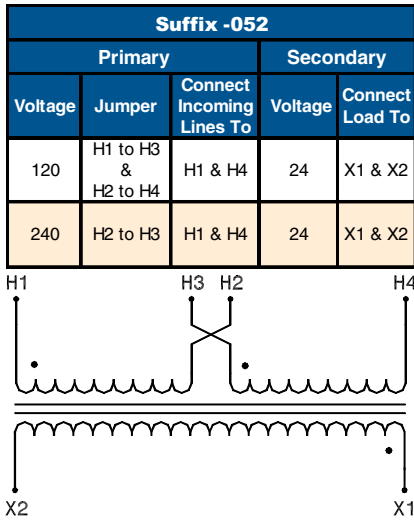 Suffix -052
Primary Secondary
Voltage Jumper Connect Incoming Lines To Voltage Connect Load To
120 H1 to H3 & H2 to H4 H1 & H4 24 X1 & X2
240 H2 to H3 H1 & H4 24 X1 & X2
H1 H3 H2 H4
X2 X1